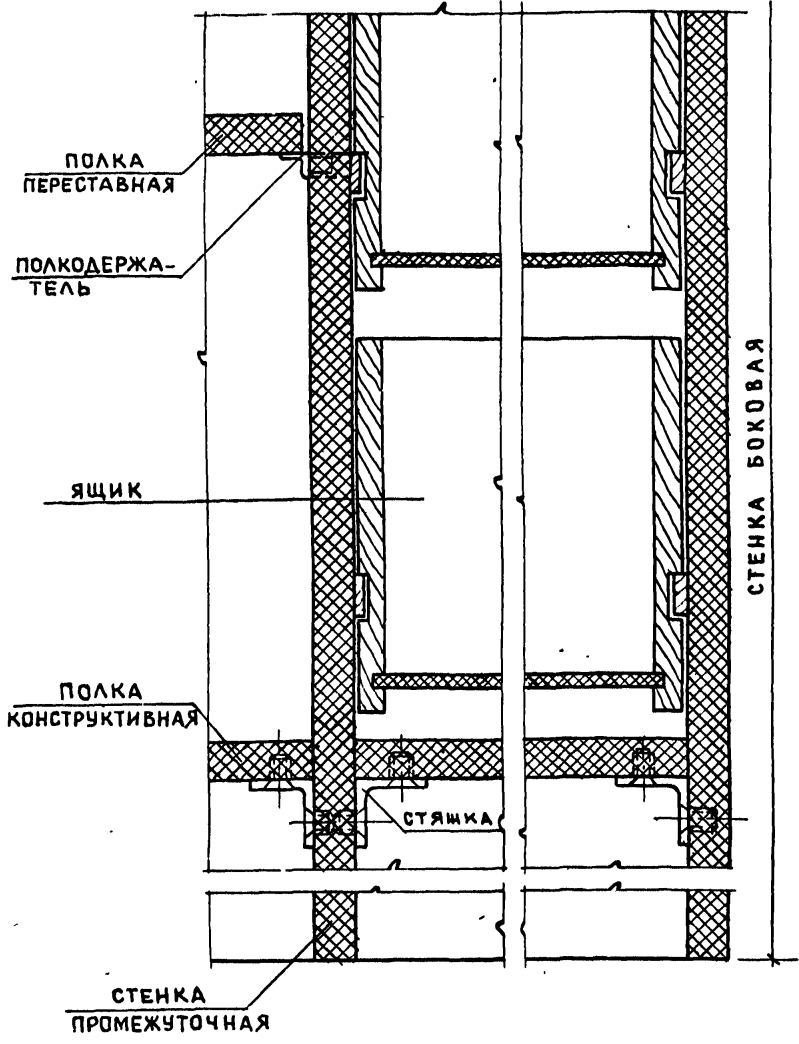 ПОЛКА
ПЕРЕСТАВНАЯ
ПОЛКОДЕРЖА-
ТЕЛЬ
СТЕНКА БОКОВАЯ
ЯЩИК
ПОЛКА
КОНСТРУКТИВНАЯ
СТЯЖКА
СТЕНКА
ПРОМЕЖУТОЧНАЯ